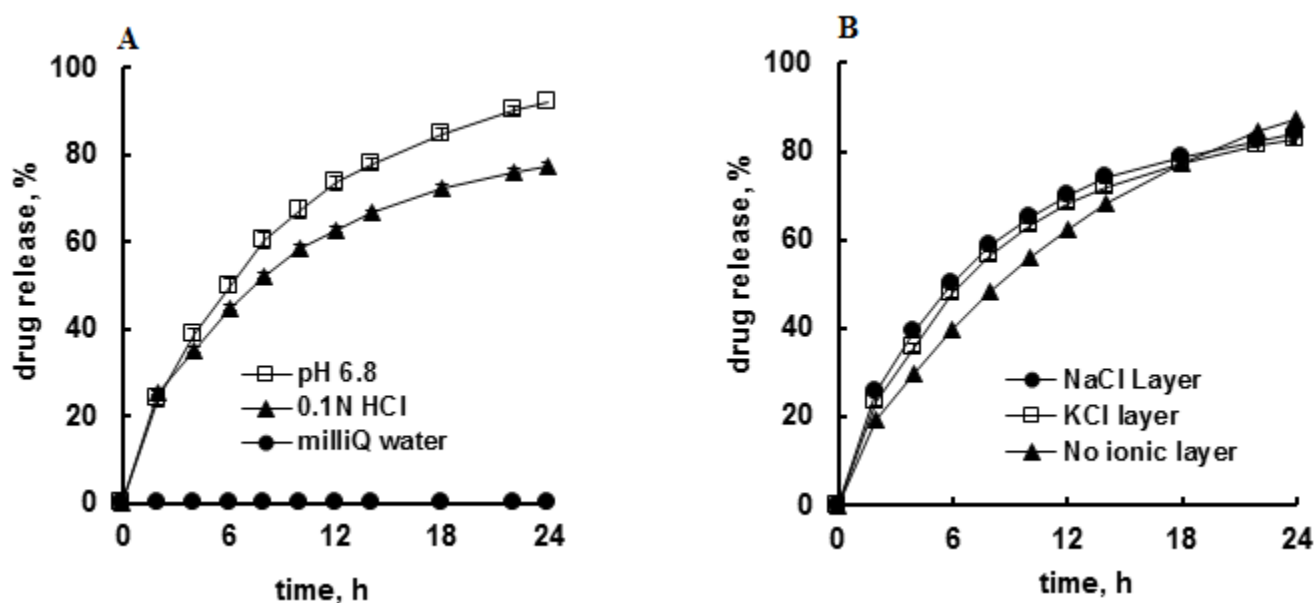 A
100
80
60
40
20
0
drug release, %
pH 6.8
0.1N HCl
milliQ water
0 6 12 18 24
time, h
B
100
80
60
40
20
0
drug release, %
NaCl Layer
KCl layer
No ionic layer
0 6 12 18 24
time, h